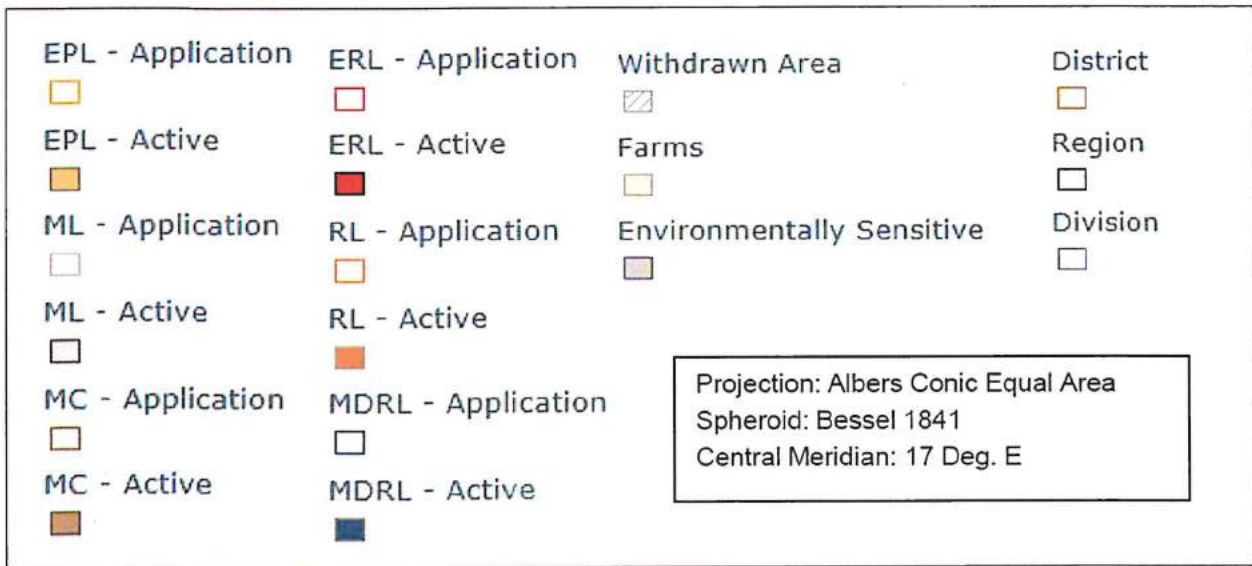 EPL - Application
EPL - Active
ML - Application
ML - Active
MC - Application
MC - Active
ERL - Application
ERL - Active
RL - Application
RL - Active
MDRL - Application
MDRL - Active
Withdrawn Area
Farms
Environmentally Sensitive
District
Region
Division
Projection: Albers Conic Equal Area
Spheroid: Bessel 1841
Central Meridian: 17 Deg. E